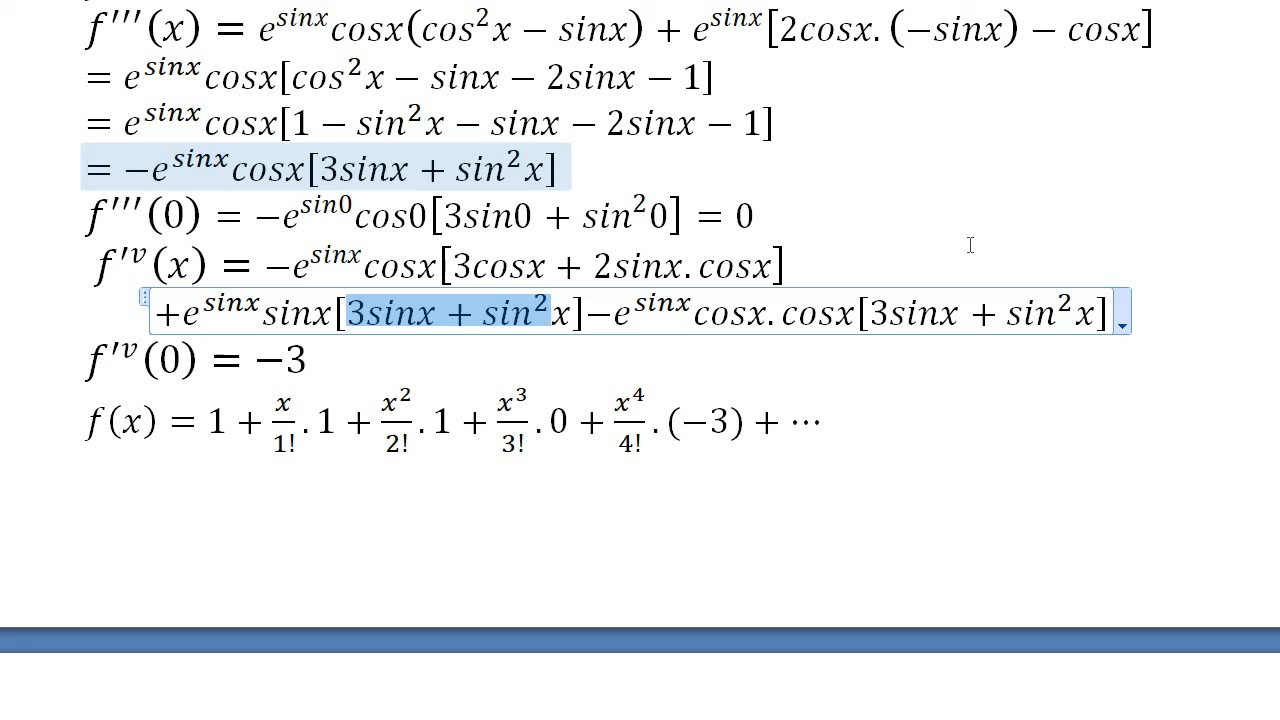 f'''(x) = e^{sinx}cosx(cos²x − sinx) + e^{sinx}[2cosx.(−sinx) − cosx]
= e^{sinx}cosx[cos²x − sinx − 2sinx − 1]
= e^{sinx}cosx[1 − sin²x − sinx − 2sinx − 1]
= −e^{sinx}cosx[3sinx + sin²x]
f'''(0) = −e^{sin0}cos0[3sin0 + sin²0] = 0
f'^v(x) = −e^{sinx}cosx[3cosx + 2sinx.cosx]
+e^{sinx}sinx[3sinx + sin²x]−e^{sinx}cosx.cosx[3sinx + sin²x]
f'^v(0) = −3
f(x) = 1 + x/1!.1 + x²/2!.1 + x³/3!.0 + x⁴/4!.(−3) + ⋯